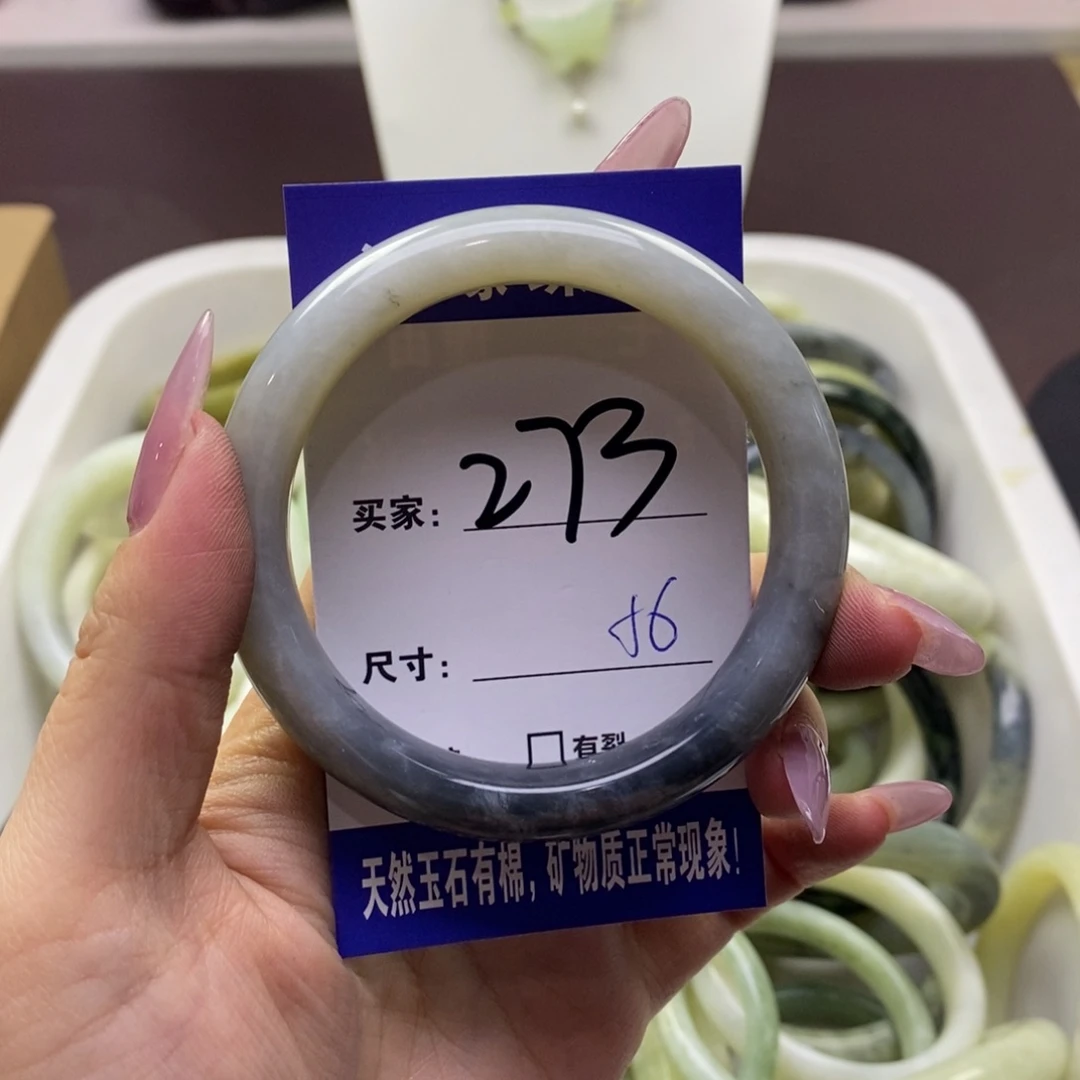 买家: 273
尺寸: 56
口有裂
天然玉石有棉,矿物质正常现象!